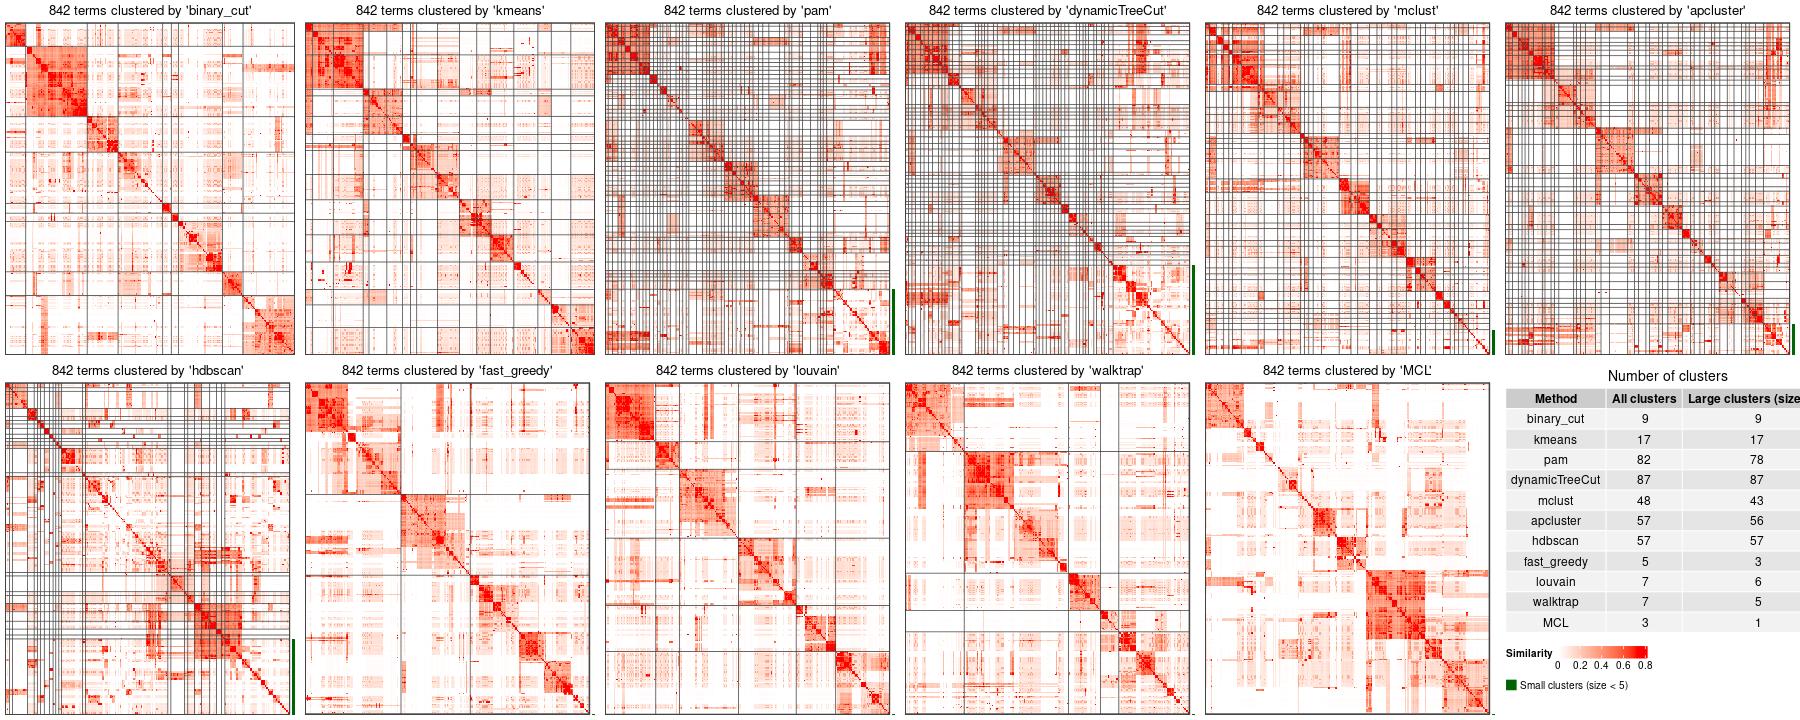 842 terms clustered by 'binary_cut'
842 terms clustered by 'kmeans'
842 terms clustered by 'pam'
842 terms clustered by 'dynamicTreeCut'
842 terms clustered by 'mclust'
842 terms clustered by 'apcluster'
842 terms clustered by 'hdbscan'
842 terms clustered by 'fast_greedy'
842 terms clustered by 'louvain'
842 terms clustered by 'walktrap'
842 terms clustered by 'MCL'
Number of clusters
Method All clusters Large clusters (size
binary_cut 9 9
kmeans 17 17
pam 82 78
dynamicTreeCut 87 87
mclust 48 43
apcluster 57 56
hdbscan 57 57
fast_greedy 5 3
louvain 7 6
walktrap 7 5
MCL 3 1
Similarity
0 0.2 0.4 0.6 0.8
Small clusters (size < 5)